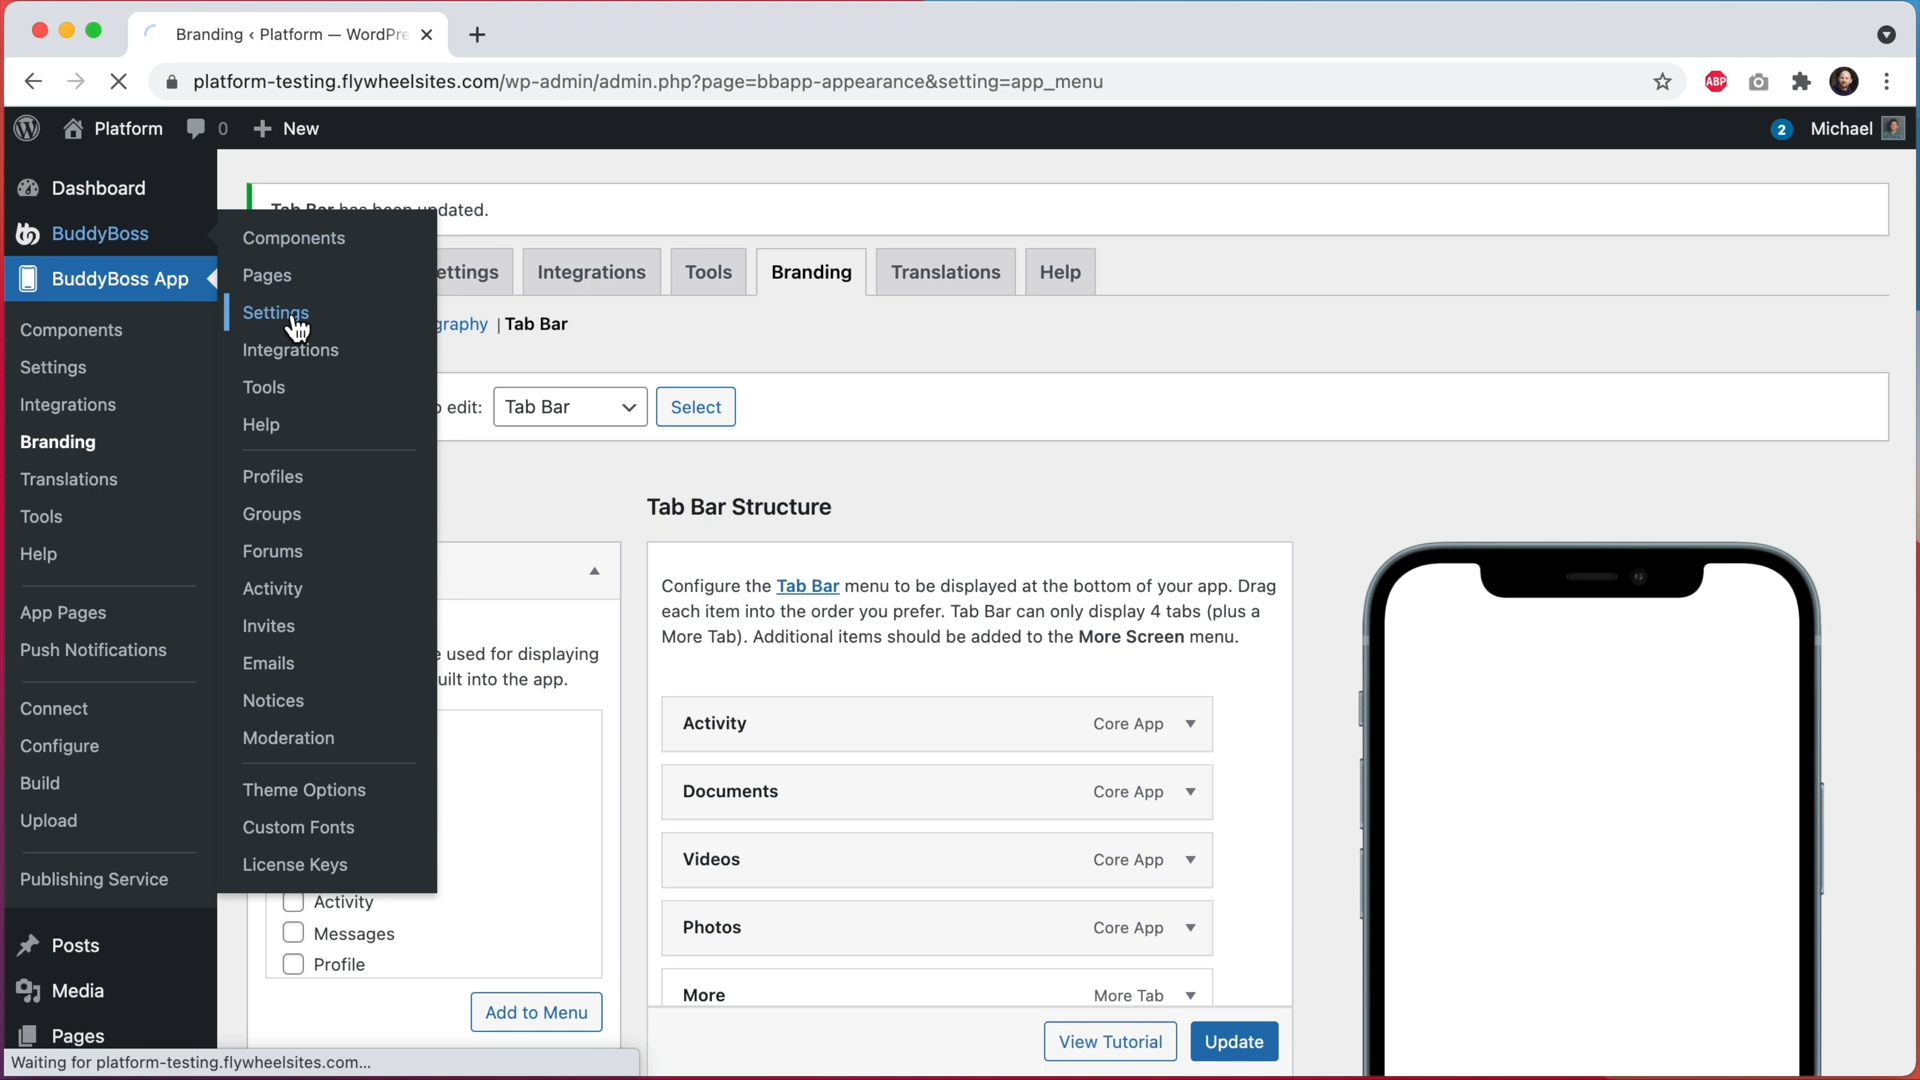 Branding ‹ Platform — WordPre
platform-testing.flywheelsites.com/wp-admin/admin.php?page=bbapp-appearance&setting=app_menu
ABP
Platform
0
New
2
Michael
Dashboard
BuddyBoss
BuddyBoss App
Components
Settings
Integrations
Branding
Translations
Tools
Help
App Pages
Push Notifications
Connect
Configure
Build
Upload
Publishing Service
Posts
Media
Pages
Components
Pages
Settings
Integrations
Tools
Help
Profiles
Groups
Forums
Activity
Invites
Emails
Notices
Moderation
Theme Options
Custom Fonts
License Keys
Tab Bar has been updated.
ettings
Integrations
Tools
Branding
Translations
Help
graphy | Tab Bar
edit: Tab Bar Select
used for displaying
uilt into the app.
Activity
Messages
Profile
Add to Menu
Tab Bar Structure
Configure the Tab Bar menu to be displayed at the bottom of your app. Drag
each item into the order you prefer. Tab Bar can only display 4 tabs (plus a
More Tab). Additional items should be added to the More Screen menu.
Activity Core App
Documents Core App
Videos Core App
Photos Core App
More More Tab
View Tutorial Update
Waiting for platform-testing.flywheelsites.com...